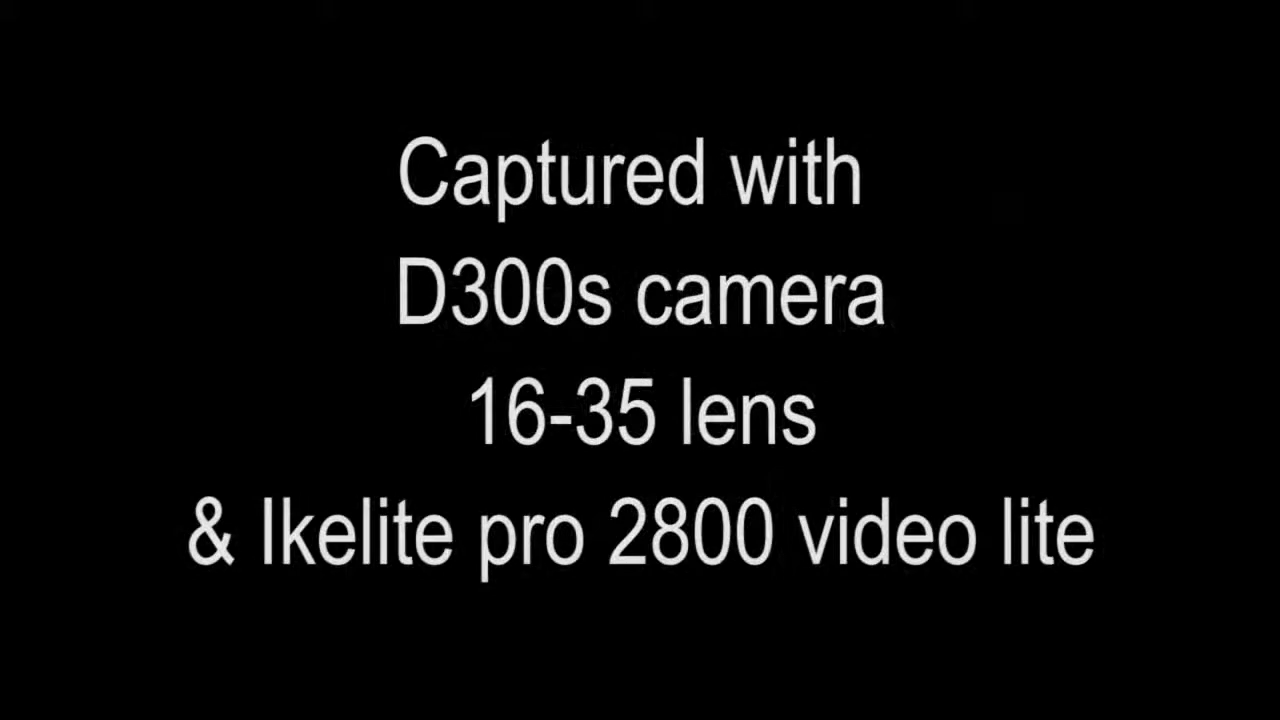 Captured with
D300s camera
16-35 lens
& Ikelite pro 2800 video lite